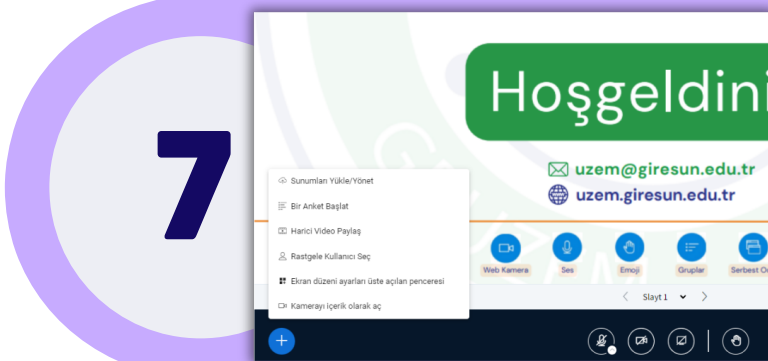 7
Hoşgeldini
uzem@giresun.edu.tr
uzem.giresun.edu.tr
Sunumları Yükle/Yönet
Bir Anket Başlat
Harici Video Paylaş
Rastgele Kullanıcı Seç
Ekran düzeni ayarları üste açılan penceresi
Kamerayı içerik olarak aç
Web Kamera Ses Emoji Gruplar Serbest O
Slayt 1